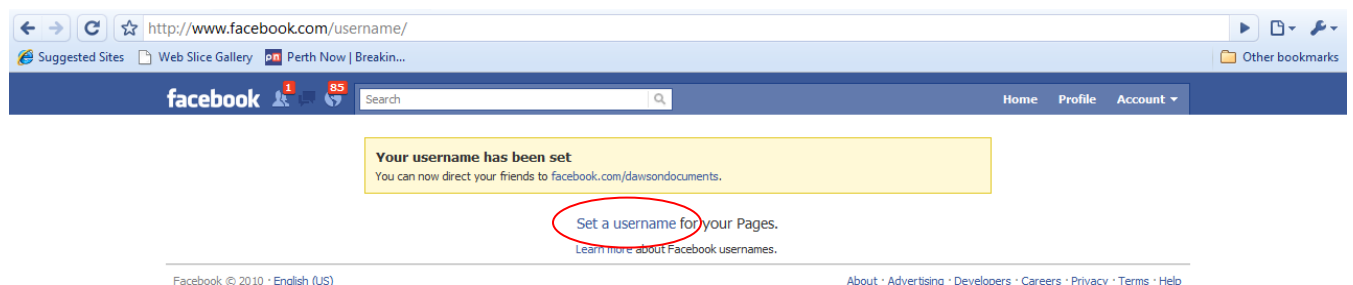 http://www.facebook.com/username/
Suggested Sites Web Slice Gallery pn Perth Now | Breakin... Other bookmarks
facebook 1 85 Search Home Profile Account
Your username has been set
You can now direct your friends to facebook.com/dawsondocuments.
Set a username for your Pages.
Learn more about Facebook usernames.
Facebook © 2010 · English (US) About · Advertising · Developers · Careers · Privacy · Terms · Help